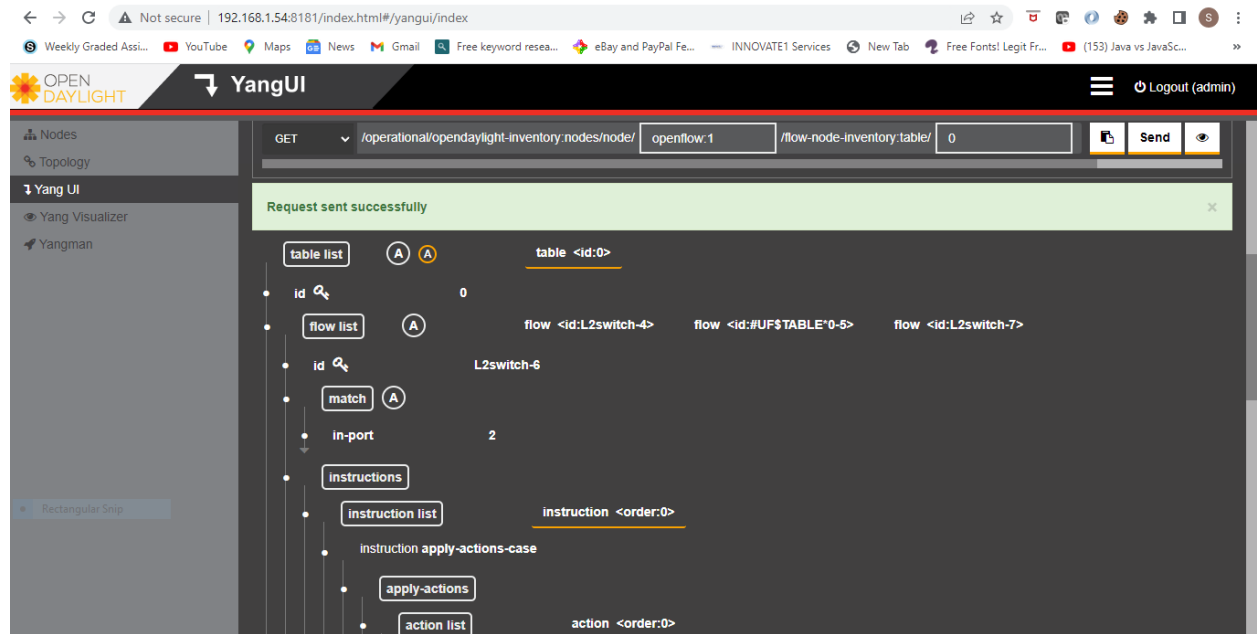 Not secure | 192.168.1.54:8181/index.html#/yangui/index
S
Weekly Graded Assi... YouTube Maps News Gmail Free keyword resea... eBay and PayPal Fe... INNOVATE1 Services New Tab Free Fonts! Legit Fr... (153) Java vs JavaSc... »
OPEN
DAYLIGHT
YangUI
Logout (admin)
Nodes
Topology
Yang UI
Yang Visualizer
Yangman
Rectangular Snip
GET /operational/opendaylight-inventory:nodes/node/ openflow:1 /flow-node-inventory:table/ 0 Send
Request sent successfully ×
table list A A table <id:0>
id 0
flow list A flow <id:L2switch-4> flow <id:#UF$TABLE*0-5> flow <id:L2switch-7>
id L2switch-6
match A
in-port 2
instructions
instruction list instruction <order:0>
instruction apply-actions-case
apply-actions
action list action <order:0>